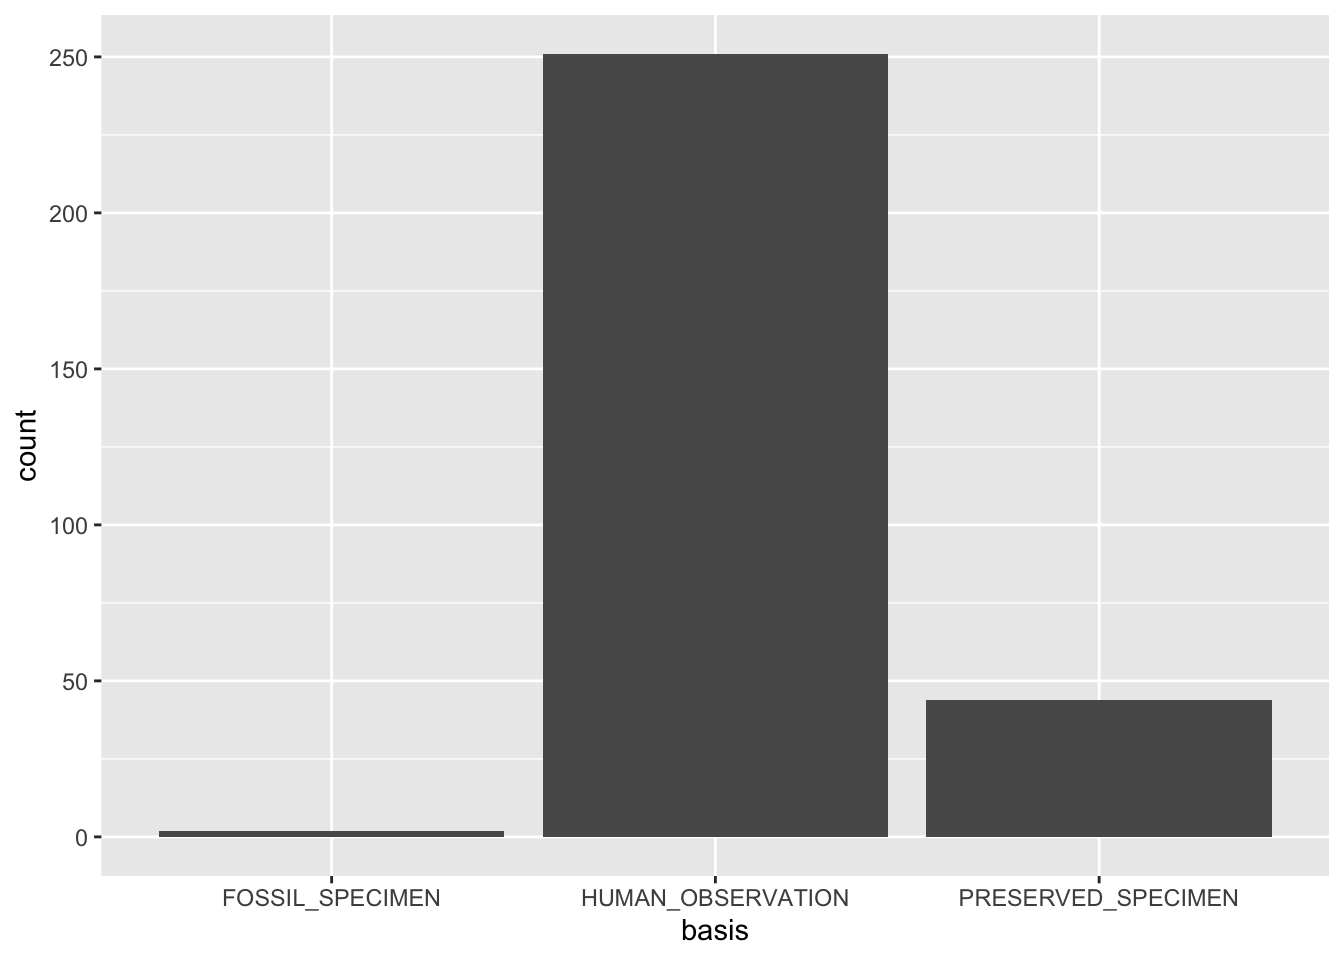 250
200
150
100
50
0
count
FOSSIL_SPECIMEN HUMAN_OBSERVATION PRESERVED_SPECIMEN
basis